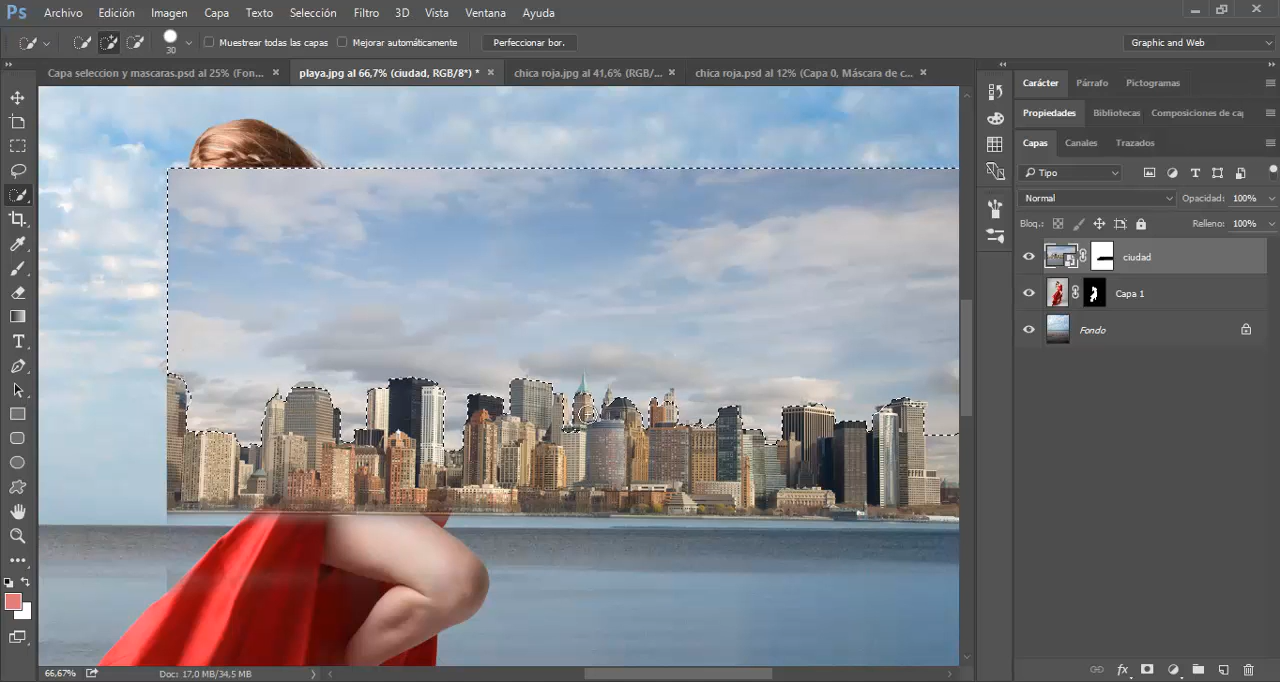 Ps Archivo Edición Imagen Capa Texto Selección Filtro 3D Vista Ventana Ayuda
30 Muestrear todas las capas Mejorar automáticamente Perfeccionar bor. Graphic and Web
Capa seleccion y mascaras.psd al 25% (Fon... × playa.jpg al 66,7% (ciudad, RGB/8*) * × chica roja.jpg al 41,6% (RGB/... × chica roja.psd al 12% (Capa 0, Máscara de c... ×
Carácter Párrafo Pictogramas
Propiedades Bibliotecas Composiciones de ca
Capas Canales Trazados
Tipo
Normal Opacidad: 100%
Bloq.: Relleno: 100%
ciudad
Capa 1
Fondo
66,67% Doc: 17,0 MB/34,5 MB
fx